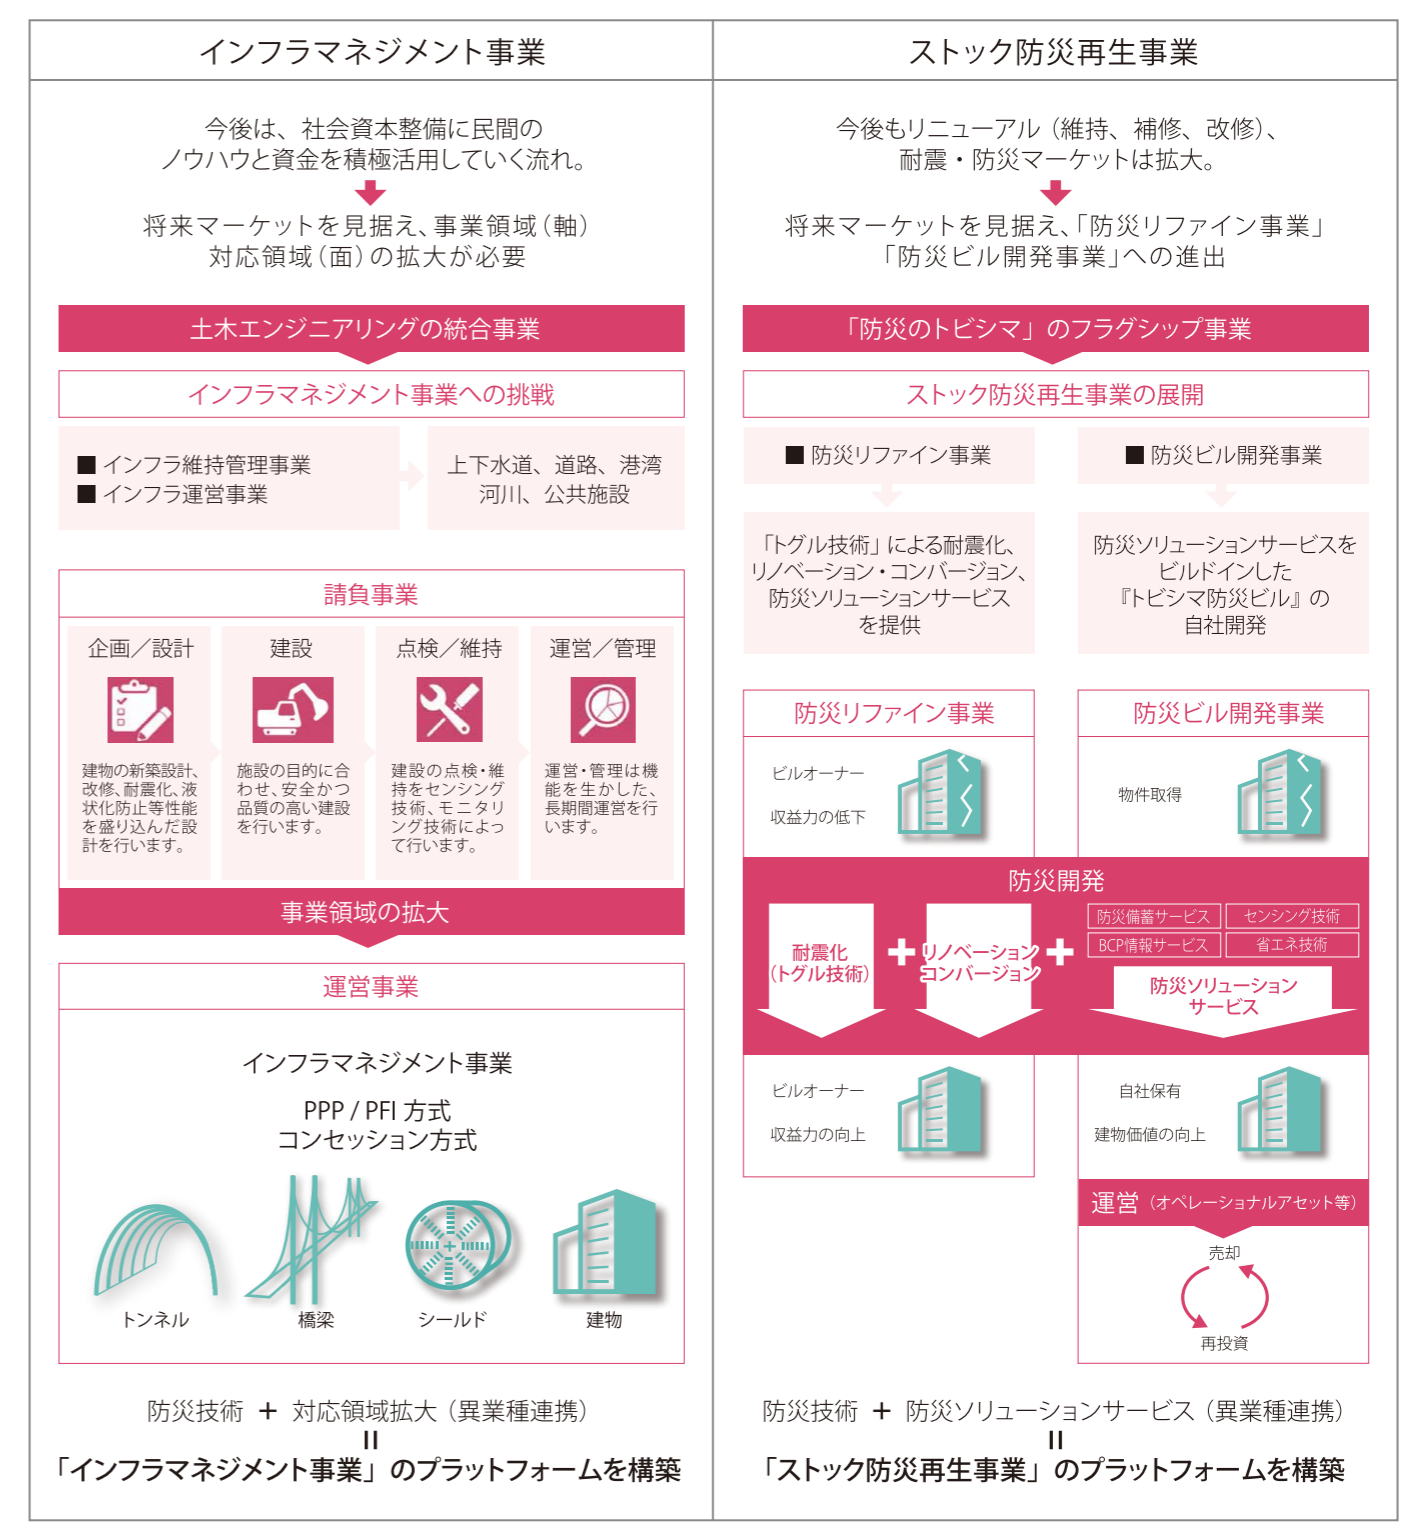 インフラマネジメント事業
今後は、社会資本整備に民間の
ノウハウと資金を積極活用していく流れ。
将来マーケットを見据え、事業領域（軸）
対応領域（面）の拡大が必要
土木エンジニアリングの統合事業
インフラマネジメント事業への挑戦
■ インフラ維持管理事業
■ インフラ運営事業
上下水道、道路、港湾
河川、公共施設
請負事業
企画／設計
建物の新築設計、
改修、耐震化、液
状化防止等性能
を盛り込んだ設
計を行います。
建設
施設の目的に合
わせ、安全かつ
品質の高い建設
を行います。
点検／維持
建設の点検・維
持をセンシング
技術、モニタリ
ング技術によっ
て行います。
運営／管理
運営・管理は機
能を生かした、
長期間運営を行
います。
事業領域の拡大
運営事業
インフラマネジメント事業
PPP / PFI 方式
コンセッション方式
トンネル
橋梁
シールド
建物
防災技術 ＋ 対応領域拡大（異業種連携）
＝
「インフラマネジメント事業」のプラットフォームを構築
ストック防災再生事業
今後もリニューアル（維持、補修、改修）、
耐震・防災マーケットは拡大。
将来マーケットを見据え、「防災リファイン事業」
「防災ビル開発事業」への進出
「防災のトビシマ」のフラグシップ事業
ストック防災再生事業の展開
■ 防災リファイン事業
「トグル技術」による耐震化、
リノベーション・コンバージョン、
防災ソリューションサービス
を提供
■ 防災ビル開発事業
防災ソリューションサービスを
ビルドインした
『トビシマ防災ビル』の
自社開発
防災リファイン事業
ビルオーナー
収益力の低下
防災ビル開発事業
物件取得
防災開発
耐震化
（トグル技術）
＋
リノベーション
コンバージョン
＋
防災備蓄サービス
センシング技術
BCP情報サービス
省エネ技術
防災ソリューション
サービス
ビルオーナー
収益力の向上
自社保有
建物価値の向上
運営（オペレーショナルアセット等）
売却
再投資
防災技術 ＋ 防災ソリューションサービス（異業種連携）
＝
「ストック防災再生事業」のプラットフォームを構築